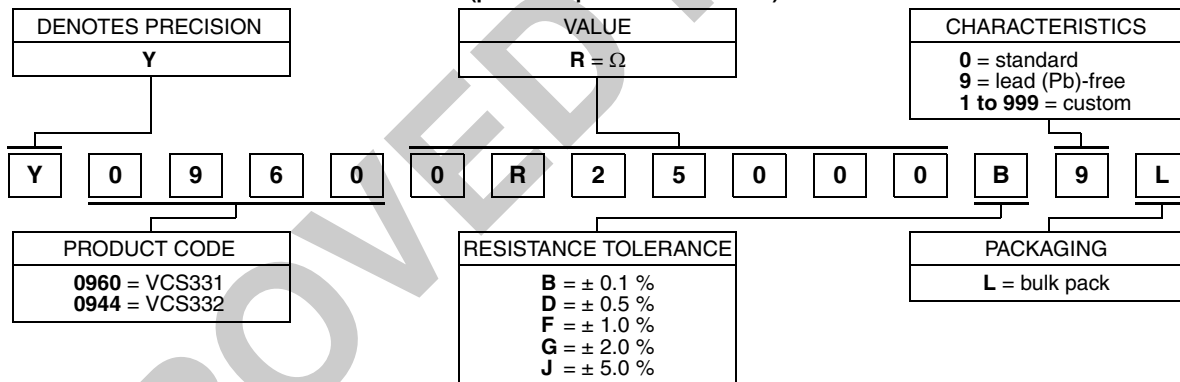 DENOTES PRECISION
Y
VALUE
R = Ω
CHARACTERISTICS
0 = standard
9 = lead (Pb)-free
1 to 999 = custom
Y 0 9 6 0 0 R 2 5 0 0 0 B 9 L
PRODUCT CODE
0960 = VCS331
0944 = VCS332
RESISTANCE TOLERANCE
B = ± 0.1 %
D = ± 0.5 %
F = ± 1.0 %
G = ± 2.0 %
J = ± 5.0 %
PACKAGING
L = bulk pack